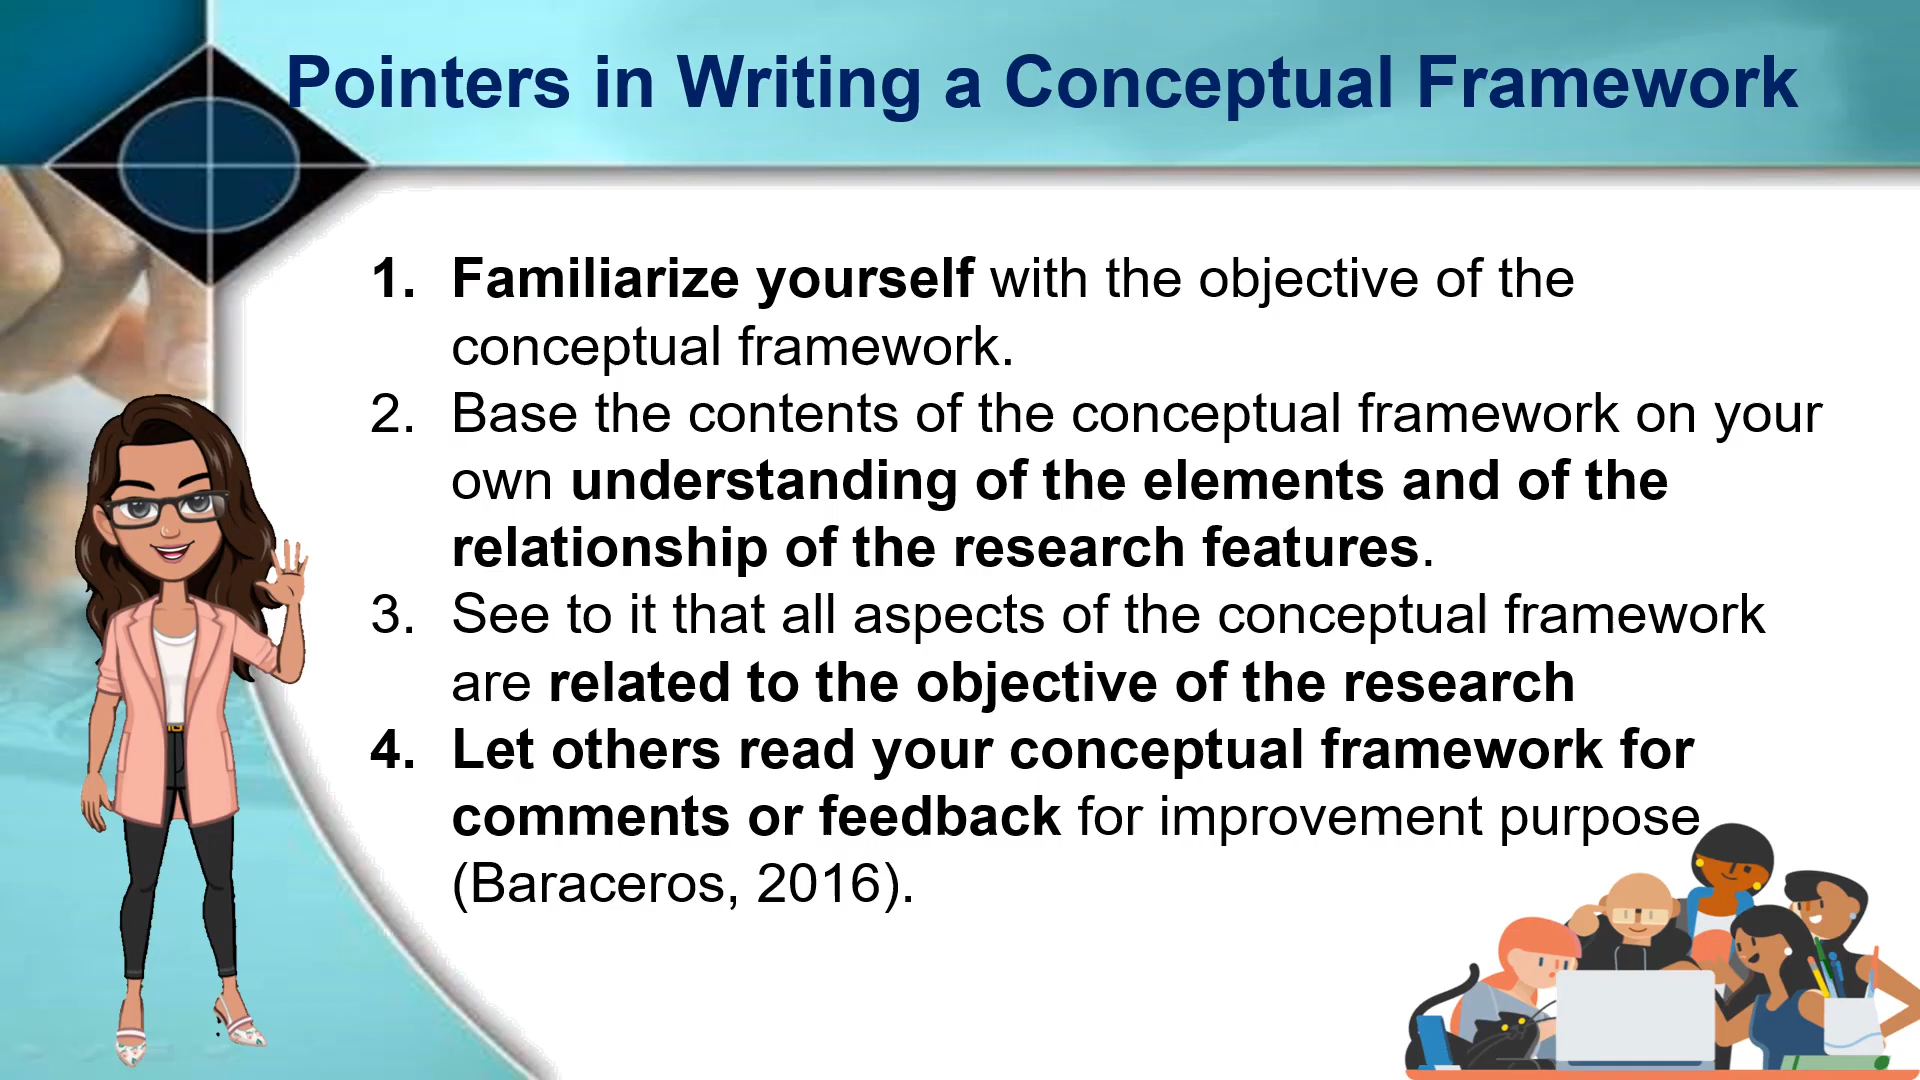 Pointers in Writing a Conceptual Framework
1. Familiarize yourself with the objective of the
conceptual framework.
2. Base the contents of the conceptual framework on your
own understanding of the elements and of the
relationship of the research features.
3. See to it that all aspects of the conceptual framework
are related to the objective of the research
4. Let others read your conceptual framework for
comments or feedback for improvement purpose
(Baraceros, 2016).